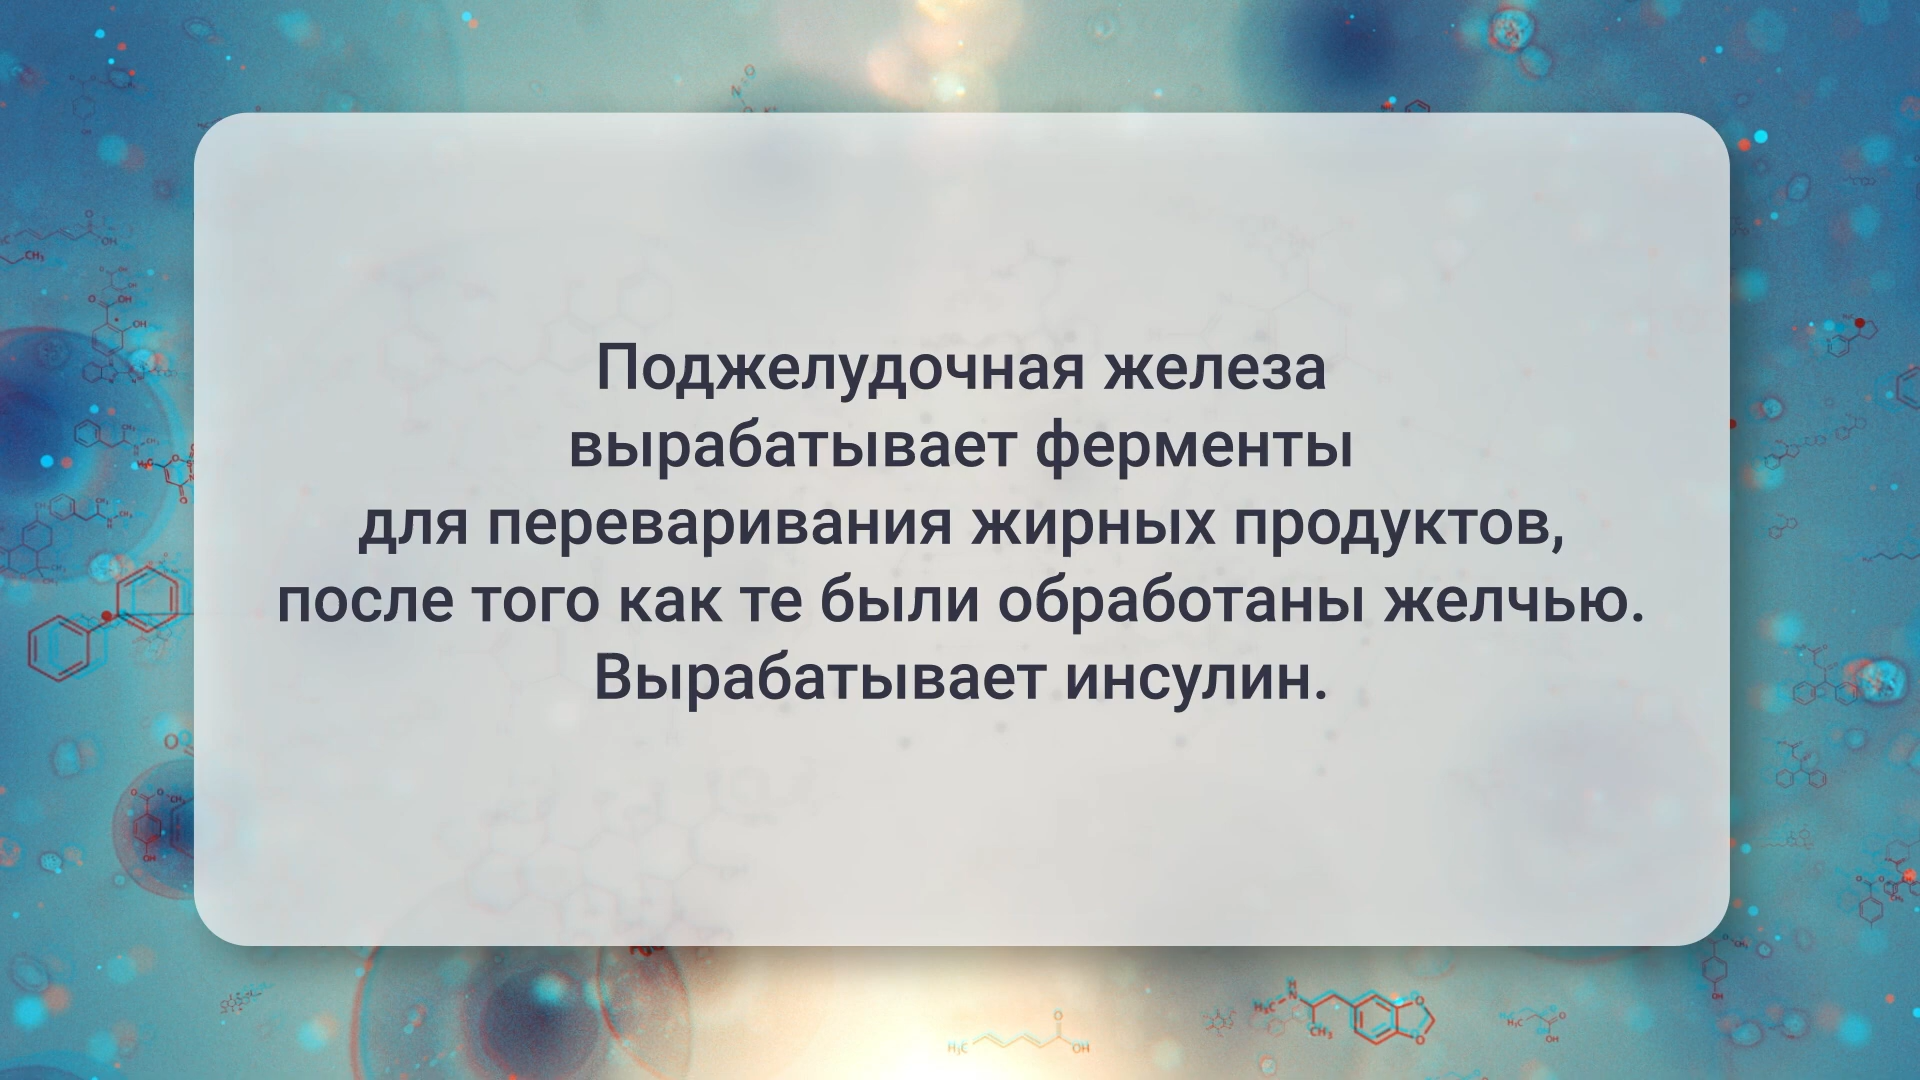 Поджелудочная железа
вырабатывает ферменты
для переваривания жирных продуктов,
после того как те были обработаны желчью.
Вырабатывает инсулин.